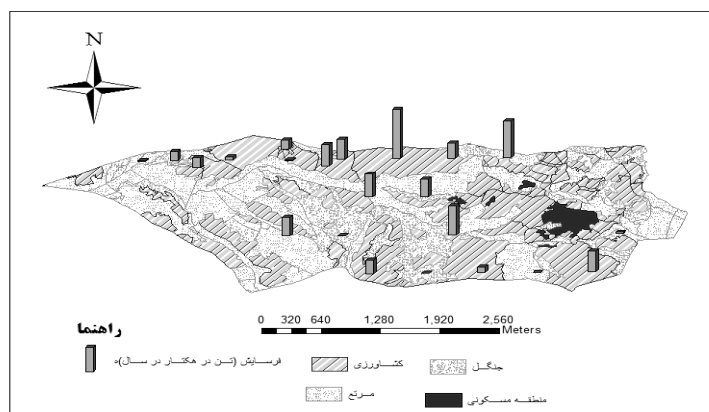 N
0 320 640 1,280 1,920 2,560
Meters
راهنما
فرسایش (تن در هکتار در سال)ه
کشاورزی
جنگل
مرتع
منطقه مسکونی